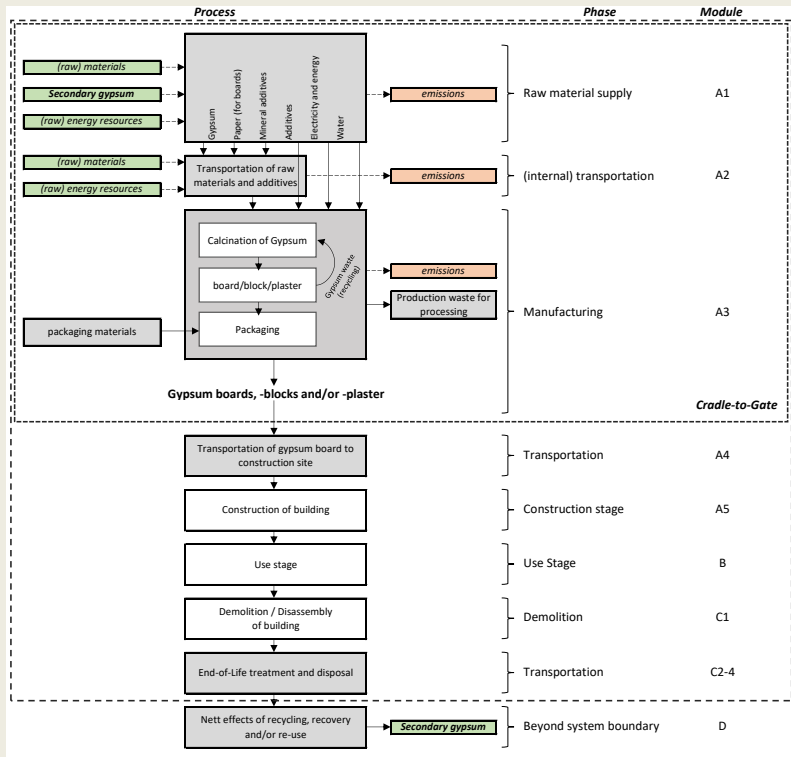 Process Phase Module
(raw) materials
Secondary gypsum
(raw) energy resources
Gypsum
Paper (for boards)
Mineral additives
Additives
Electricity and energy
Water
emissions
Raw material supply
A1
(raw) materials
(raw) energy resources
Transportation of raw
materials and additives
emissions
(internal) transportation
A2
Calcination of Gypsum
board/block/plaster
Packaging
Gypsum waste
(recycling)
emissions
Production waste for
processing
packaging materials
Manufacturing
A3
Gypsum boards, -blocks and/or -plaster
Cradle-to-Gate
Transportation of gypsum board to
construction site
Transportation
A4
Construction of building
Construction stage
A5
Use stage
Use Stage
B
Demolition / Disassembly
of building
Demolition
C1
End-of-Life treatment and disposal
Transportation
C2-4
Nett effects of recycling, recovery
and/or re-use
Secondary gypsum
Beyond system boundary
D